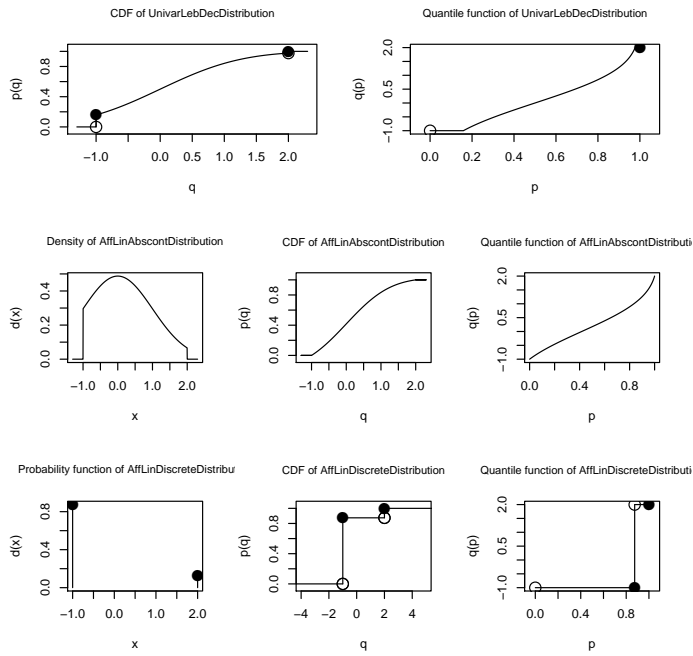 CDF of UnivarLebDecDistribution
Quantile function of UnivarLebDecDistribution
p(q)
0.0 0.4 0.8
−1.0 0.0 0.5 1.0 1.5 2.0
q
q(p)
−1.0 0.5 2.0
0.0 0.2 0.4 0.6 0.8 1.0
p
Density of AffLinAbscontDistribution
CDF of AffLinAbscontDistribution
Quantile function of AffLinAbscontDistributi
d(x)
0.0 0.2 0.4
−1.0 0.0 1.0 2.0
x
p(q)
0.0 0.4 0.8
−1.0 0.0 1.0 2.0
q
q(p)
−1.0 0.5 2.0
0.0 0.4 0.8
p
Probability function of AffLinDiscreteDistribut
CDF of AffLinDiscreteDistribution
Quantile function of AffLinDiscreteDistributi
d(x)
0.0 0.4 0.8
−1.0 0.0 1.0 2.0
x
p(q)
0.0 0.4 0.8
−4 −2 0 2 4
q
q(p)
−1.0 0.5 2.0
0.0 0.4 0.8
p